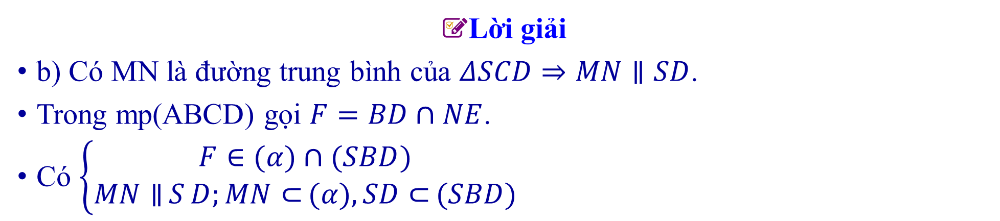 Lời giải
• b) Có MN là đường trung bình của ΔSCD ⇒ MN ∥ SD.
• Trong mp(ABCD) gọi F = BD ∩ NE.
• Có { F ∈ (α) ∩ (SBD)
MN ∥ S D; MN ⊂ (α), SD ⊂ (SBD)